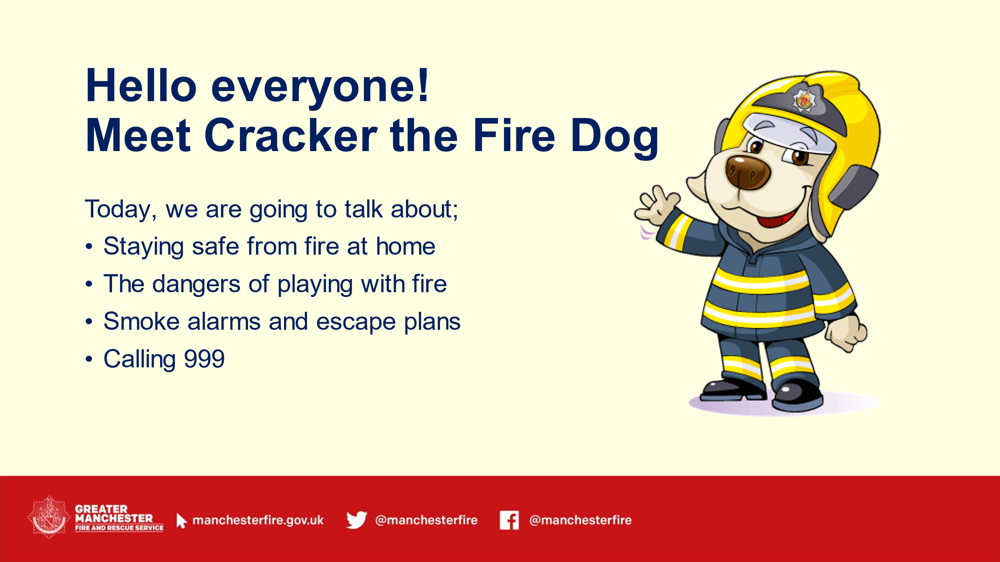 Hello everyone!
Meet Cracker the Fire Dog
Today, we are going to talk about;
• Staying safe from fire at home
• The dangers of playing with fire
• Smoke alarms and escape plans
• Calling 999
GREATER
MANCHESTER
FIRE AND RESCUE SERVICE
manchesterfire.gov.uk
@manchesterfire
@manchesterfire